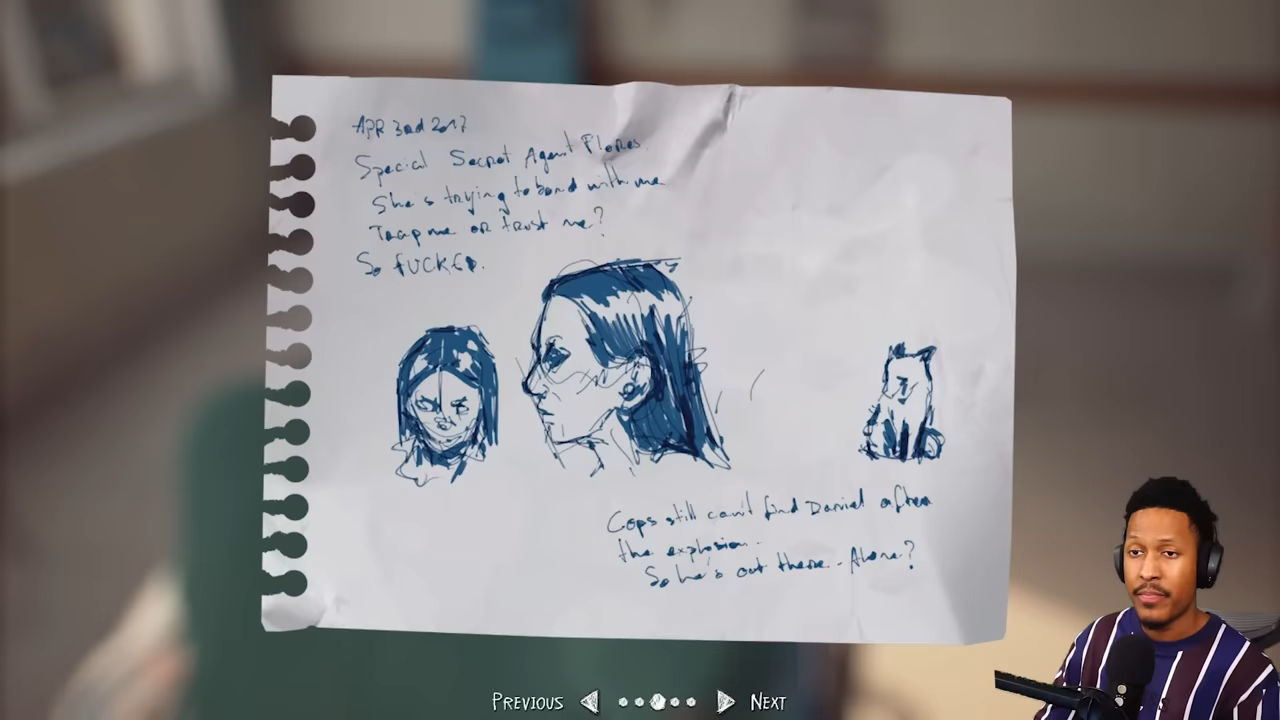 APR 3rd 2017
Special Secret Agent Flores.
She's trying to bond with me
Trap me or trust me?
So FUCKED.
Cops still can't find Daniel after
the explosion..
So he's out there. Alone?
Previous
Next